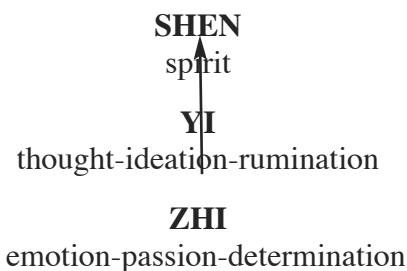 SHEN
spirit
YI
thought-ideation-rumination
ZHI
emotion-passion-determination